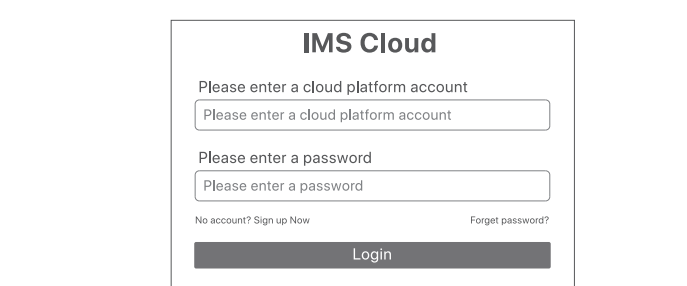 IMS Cloud
Please enter a cloud platform account
Please enter a cloud platform account
Please enter a password
Please enter a password
No account? Sign up Now Forget password?
Login